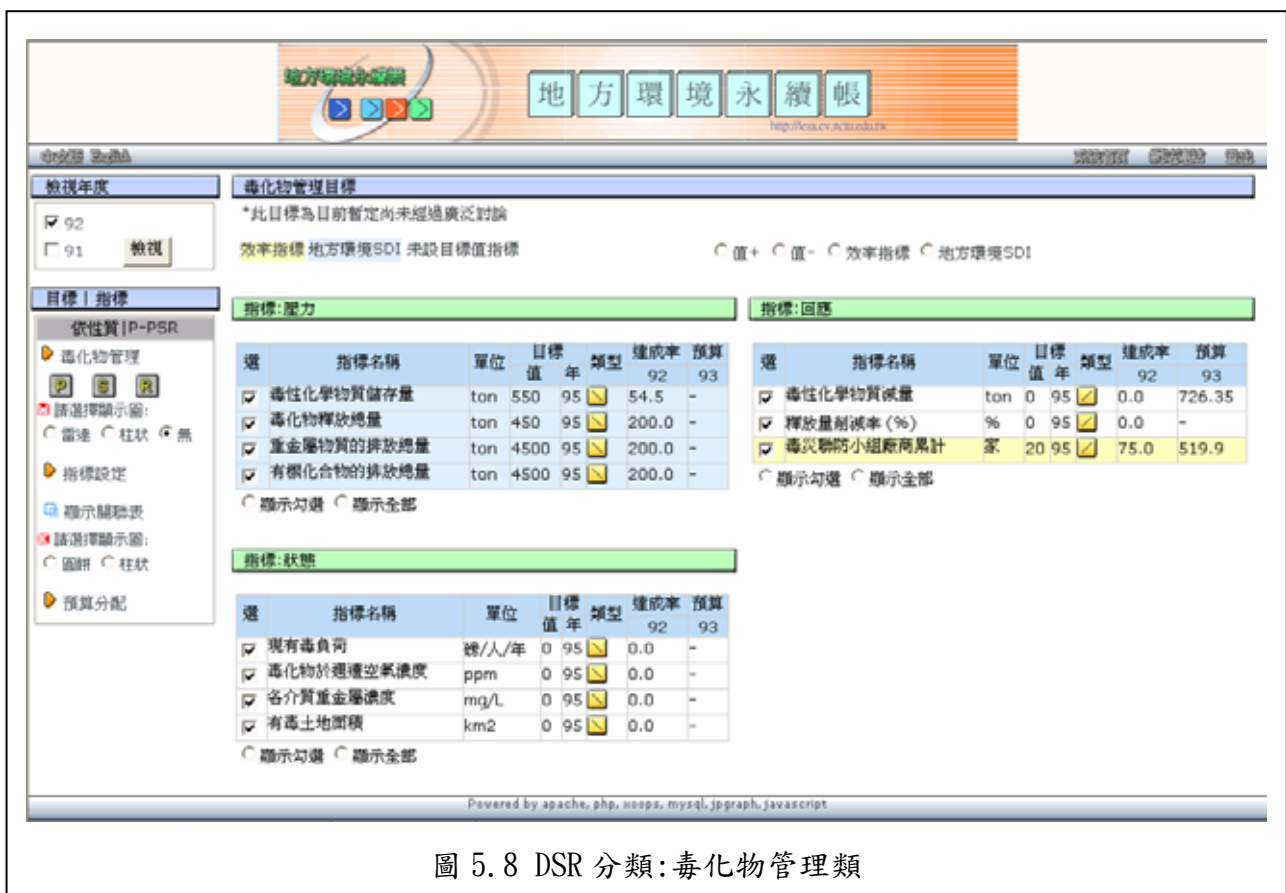 地方環境永續帳
地方環境永續帳
http://lesa.ev.nctu.edu.tw
中文版 English
檢視年度
92
91 檢視
目標 | 指標
依性質|P-PSR
毒化物管理
P S R
請選擇顯示圖:
雷達 柱狀 無
指標設定
顯示關聯表
請選擇顯示圖:
圓餅 柱狀
預算分配
毒化物管理目標
*此目標為目前暫定尚未經過廣泛討論
效率指標 地方環境SDI 未設目標值指標
值+ 值- 效率指標 地方環境SDI
指標:壓力
選 指標名稱 單位 目標 值 年 類型 達成率 92 預算 93
毒性化學物質儲存量 ton 550 95 54.5 -
毒化物釋放總量 ton 450 95 200.0 -
重金屬物質的排放總量 ton 4500 95 200.0 -
有機化合物的排放總量 ton 4500 95 200.0 -
顯示勾選 顯示全部
指標:回應
選 指標名稱 單位 目標 值 年 類型 達成率 92 預算 93
毒性化學物質減量 ton 0 95 0.0 726.35
釋放量削減率(%) % 0 95 0.0 -
毒災聯防小組廠商累計 家 20 95 75.0 519.9
顯示勾選 顯示全部
指標:狀態
選 指標名稱 單位 目標 值 年 類型 達成率 92 預算 93
現有毒負荷 磅/人/年 0 95 0.0 -
毒化物於週遭空氣濃度 ppm 0 95 0.0 -
各介質重金屬濃度 mg/L 0 95 0.0 -
有毒土地面積 km2 0 95 0.0 -
顯示勾選 顯示全部
Powered by apache, php, xoops, mysql, jpgraph, javascript
圖 5.8 DSR 分類:毒化物管理類